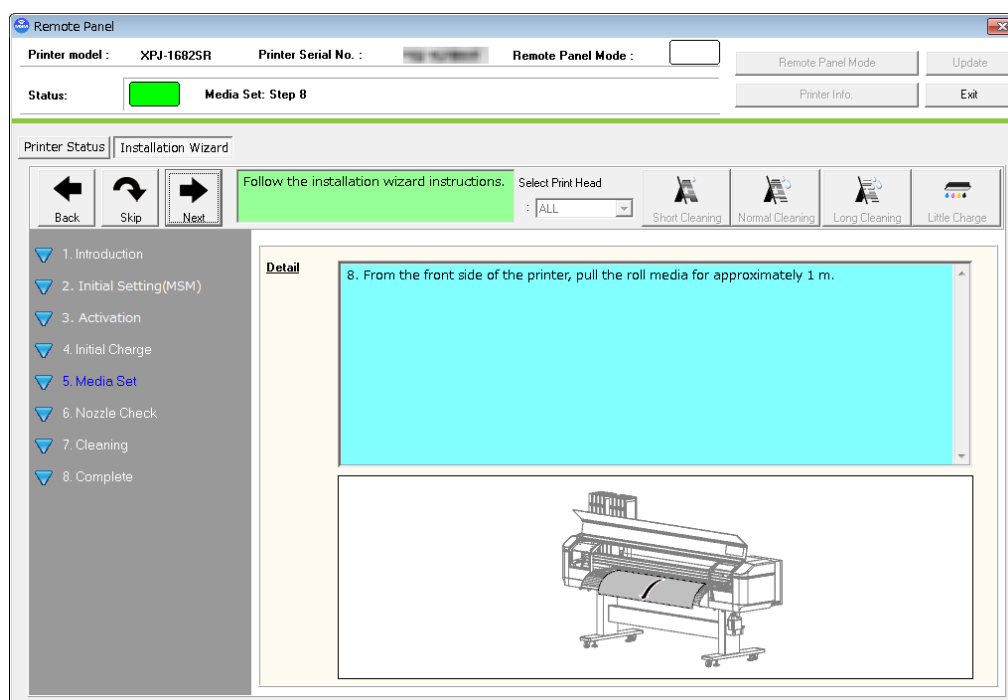 Remote Panel
Printer model : XPJ-1682SR Printer Serial No. : Remote Panel Mode :
Remote Panel Mode Update
Status: Media Set: Step 8
Printer Info. Exit
Printer Status Installation Wizard
Back Skip Next
Follow the installation wizard instructions.
Select Print Head
: ALL
Short Cleaning Normal Cleaning Long Cleaning Little Charge
1. Introduction
2. Initial Setting(MSM)
3. Activation
4. Initial Charge
5. Media Set
6. Nozzle Check
7. Cleaning
8. Complete
Detail
8. From the front side of the printer, pull the roll media for approximately 1 m.